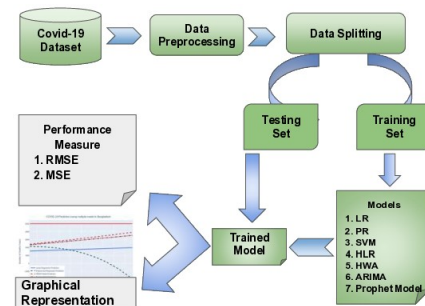 Covid-19
Dataset
Data
Preprocessing
Data Splitting
Testing
Set
Training
Set
Performance
Measure
1. RMSE
2. MSE
Models
1. LR
2. PR
3. SVM
4. HLR
5. HWA
6. ARIMA
7. Prophet Model
Trained
Model
Graphical
Representation